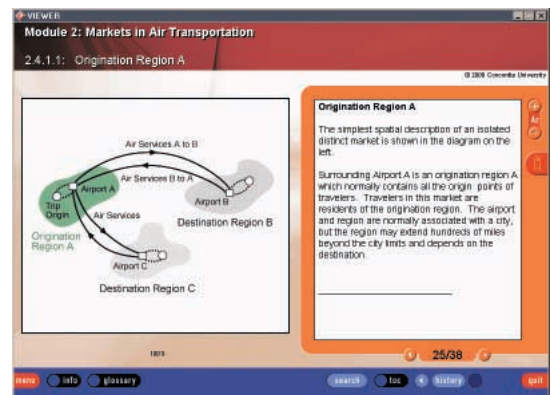 VIEWER
Module 2: Markets in Air Transportation
2.4.1.1: Origination Region A
© 2000 Concordia University
Air Services A to B
Air Services B to A
Airport A
Airport B
Trip
Origin
Air Services
Destination Region B
Origination
Region A
Airport C
Destination Region C
Origination Region A
The simplest spatial description of an isolated
distinct market is shown in the diagram on the
left.
Surrounding Airport A is an origination region A
which normally contains all the origin points of
travelers. Travelers in this market are
residents of the origination region. The airport
and region are normally associated with a city,
but the region may extend hundreds of miles
beyond the city limits and depends on the
destination.
25/38
menu
info
glossary
search
toc
history
quit